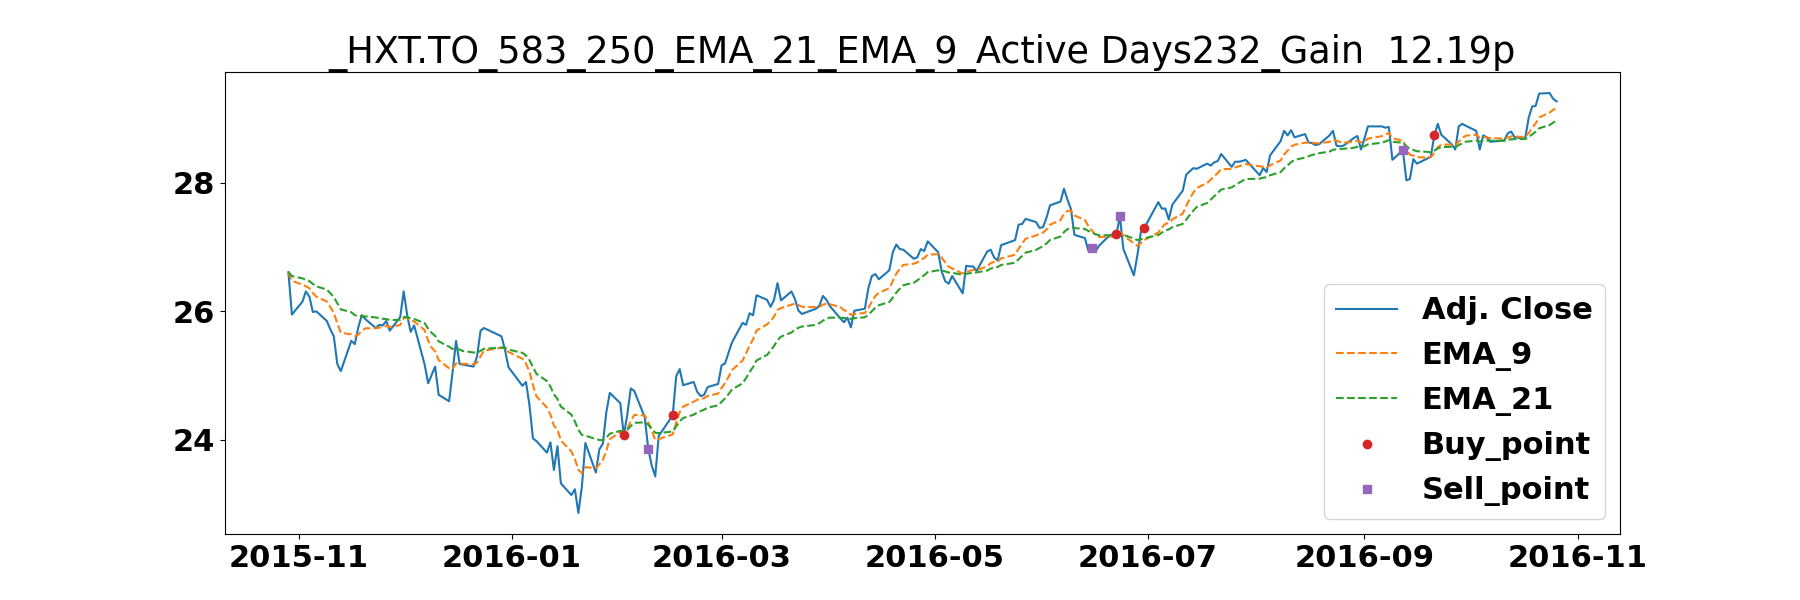 _HXT.TO_583_250_EMA_21_EMA_9_Active Days232_Gain  12.19p
28
26
24
2015-11 2016-01 2016-03 2016-05 2016-07 2016-09 2016-11
Adj. Close
EMA_9
EMA_21
Buy_point
Sell_point